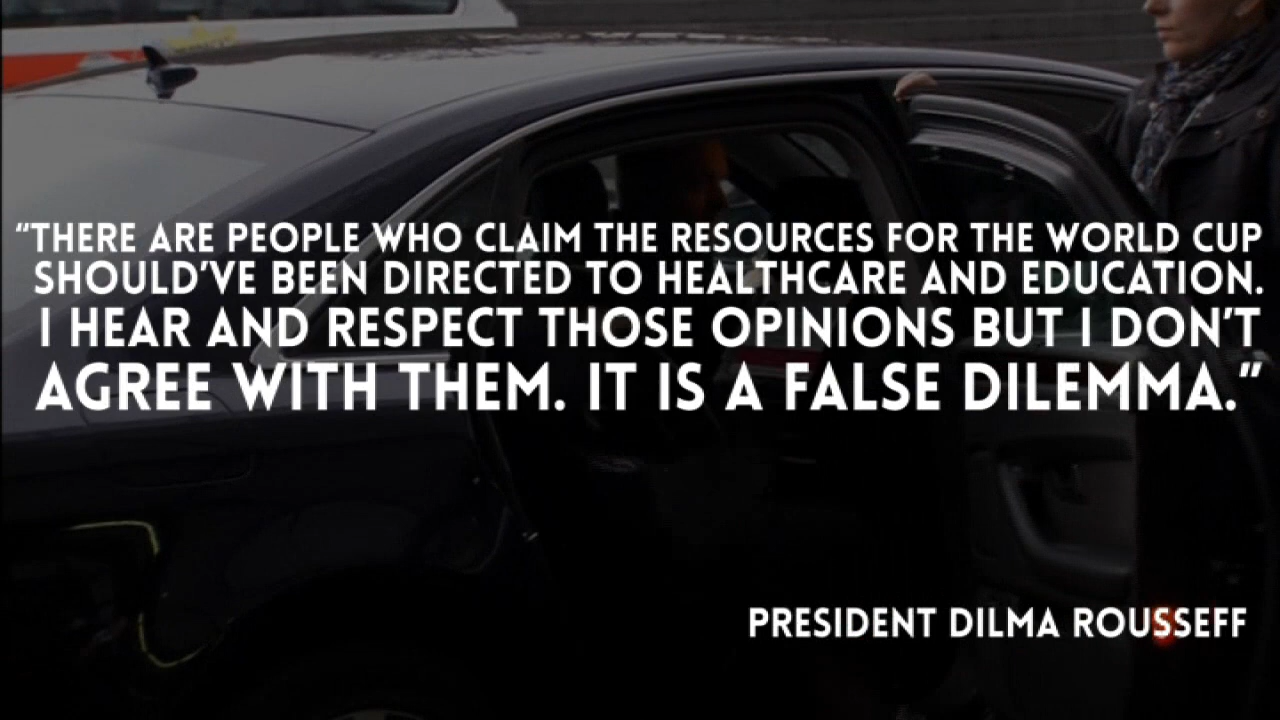 “THERE ARE PEOPLE WHO CLAIM THE RESOURCES FOR THE WORLD CUP
SHOULD’VE BEEN DIRECTED TO HEALTHCARE AND EDUCATION.
I HEAR AND RESPECT THOSE OPINIONS BUT I DON’T
AGREE WITH THEM. IT IS A FALSE DILEMMA.”
PRESIDENT DILMA ROUSSEFF